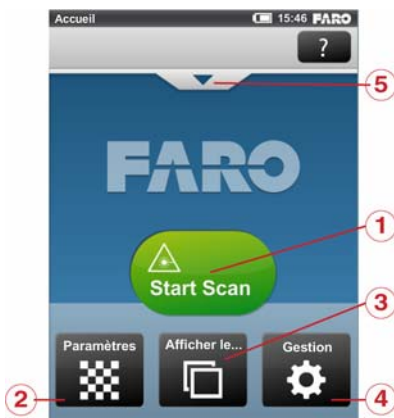 Accueil 15:46 FARO
?
5
FARO
1
Start Scan
3
Paramètres Afficher le... Gestion
2
4